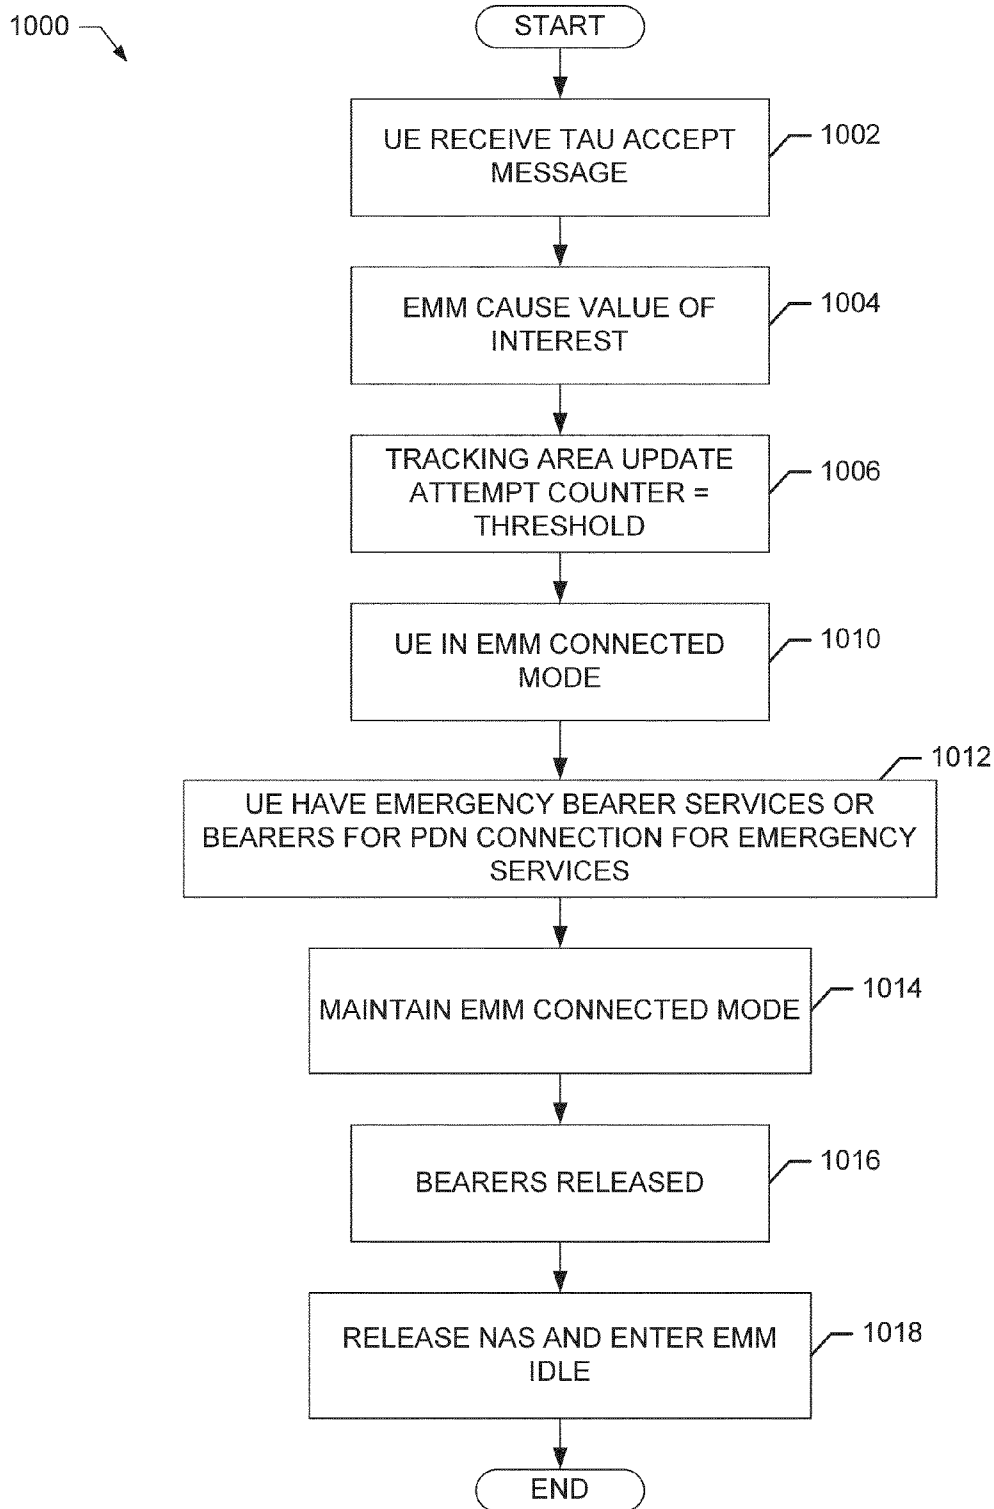 1000
START
UE RECEIVE TAU ACCEPT
MESSAGE
1002
EMM CAUSE VALUE OF
INTEREST
1004
TRACKING AREA UPDATE
ATTEMPT COUNTER =
THRESHOLD
1006
UE IN EMM CONNECTED
MODE
1010
1012
UE HAVE EMERGENCY BEARER SERVICES OR
BEARERS FOR PDN CONNECTION FOR EMERGENCY
SERVICES
MAINTAIN EMM CONNECTED MODE
1014
BEARERS RELEASED
1016
RELEASE NAS AND ENTER EMM
IDLE
1018
END